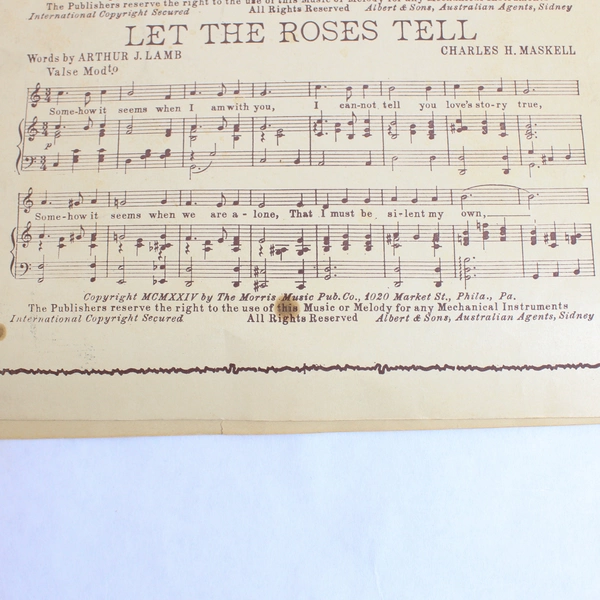 The Publishers reserve the right to the use of this Music or Melody for any Mechanical
International Copyright Secured All Rights Reserved Albert & Sons, Australian Agents, Sidney
LET THE ROSES TELL
Words by ARTHUR J. LAMB CHARLES H. MASKELL
Valse Modto
Some-how it seems when I am with you, I can-not tell you love's sto-ry true,
p
Some-how it seems when we are a-lone, That I must be si-lent my own,
Copyright MCMXXIV by The Morris Music Pub. Co., 1020 Market St., Phila., Pa.
The Publishers reserve the right to the use of this Music or Melody for any Mechanical Instruments
International Copyright Secured All Rights Reserved Albert & Sons, Australian Agents, Sidney